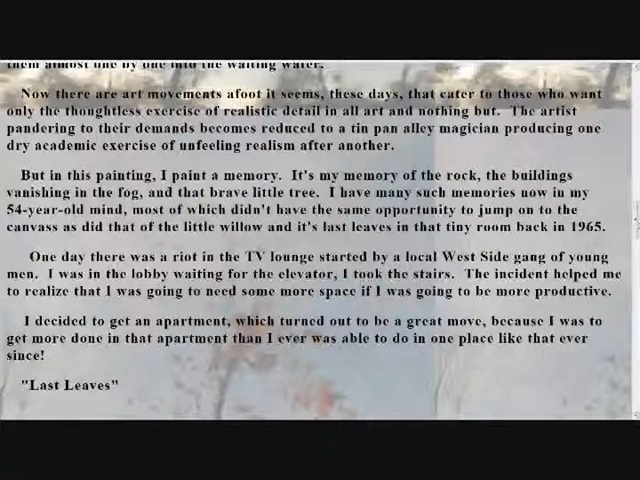 them almost one by one into the waiting water.
Now there are art movements afoot it seems, these days, that cater to those who want
only the thoughtless exercise of realistic detail in all art and nothing but. The artist
pandering to their demands becomes reduced to a tin pan alley magician producing one
dry academic exercise of unfeeling realism after another.
But in this painting, I paint a memory. It's my memory of the rock, the buildings
vanishing in the fog, and that brave little tree. I have many such memories now in my
54-year-old mind, most of which didn't have the same opportunity to jump on to the
canvass as did that of the little willow and it's last leaves in that tiny room back in 1965.
One day there was a riot in the TV lounge started by a local West Side gang of young
men. I was in the lobby waiting for the elevator, I took the stairs. The incident helped me
to realize that I was going to need some more space if I was going to be more productive.
I decided to get an apartment, which turned out to be a great move, because I was to
get more done in that apartment than I ever was able to do in one place like that ever
since!
"Last Leaves"